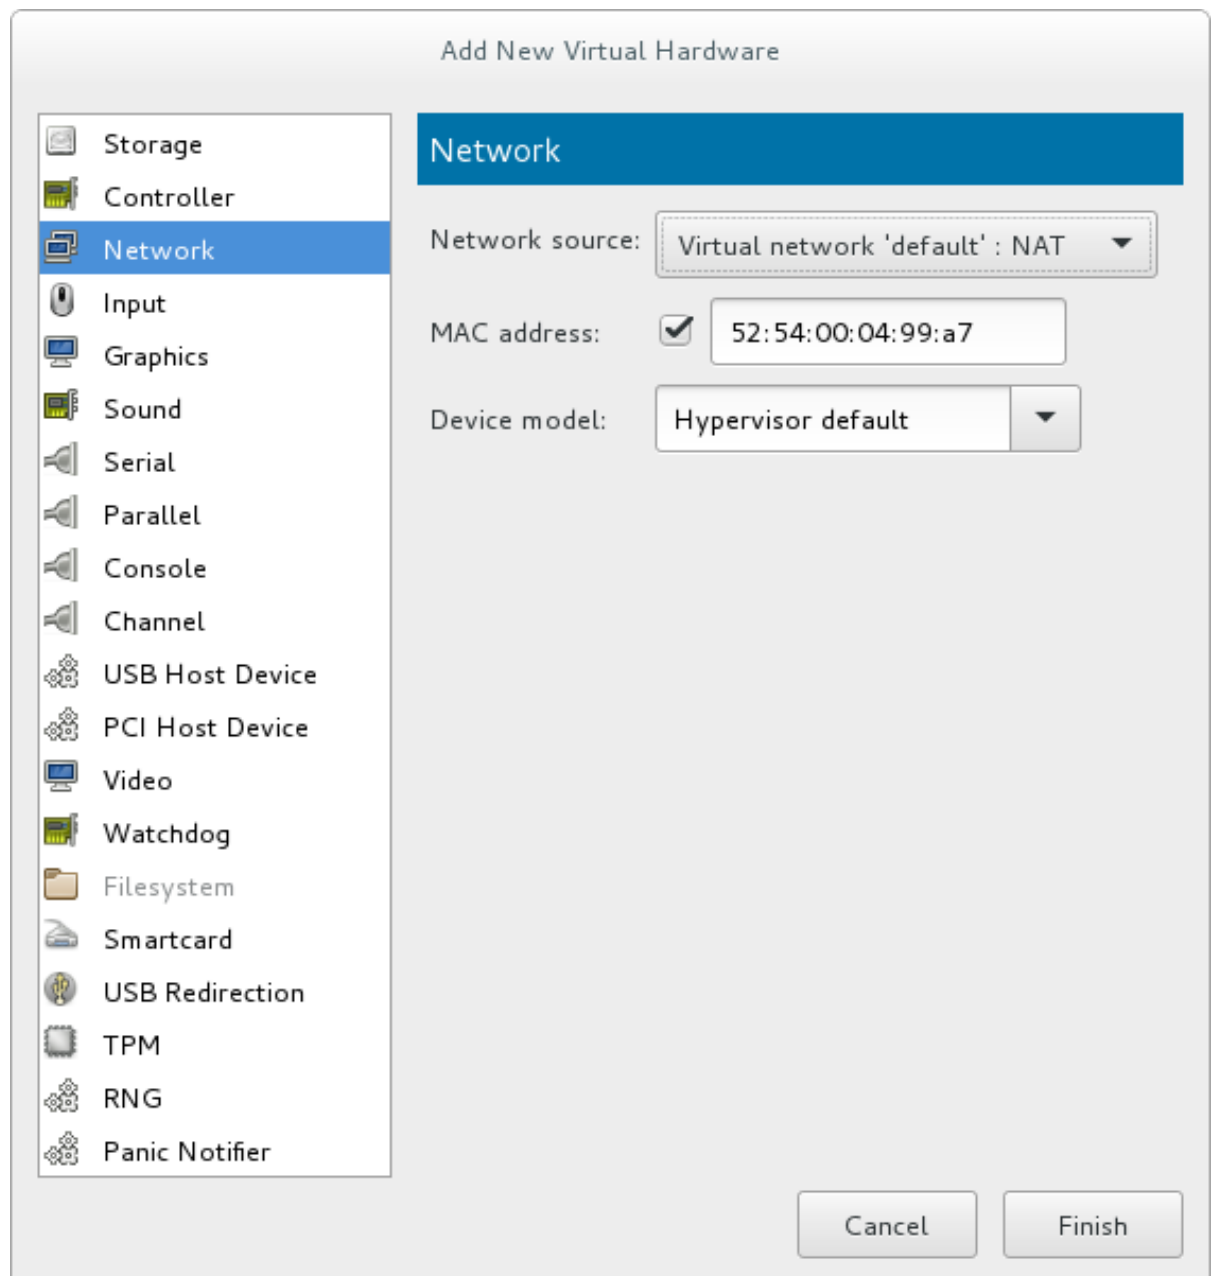 Add New Virtual Hardware
Storage
Controller
Network
Input
Graphics
Sound
Serial
Parallel
Console
Channel
USB Host Device
PCI Host Device
Video
Watchdog
Filesystem
Smartcard
USB Redirection
TPM
RNG
Panic Notifier
Network
Network source: Virtual network 'default' : NAT
MAC address: 52:54:00:04:99:a7
Device model: Hypervisor default
Cancel Finish